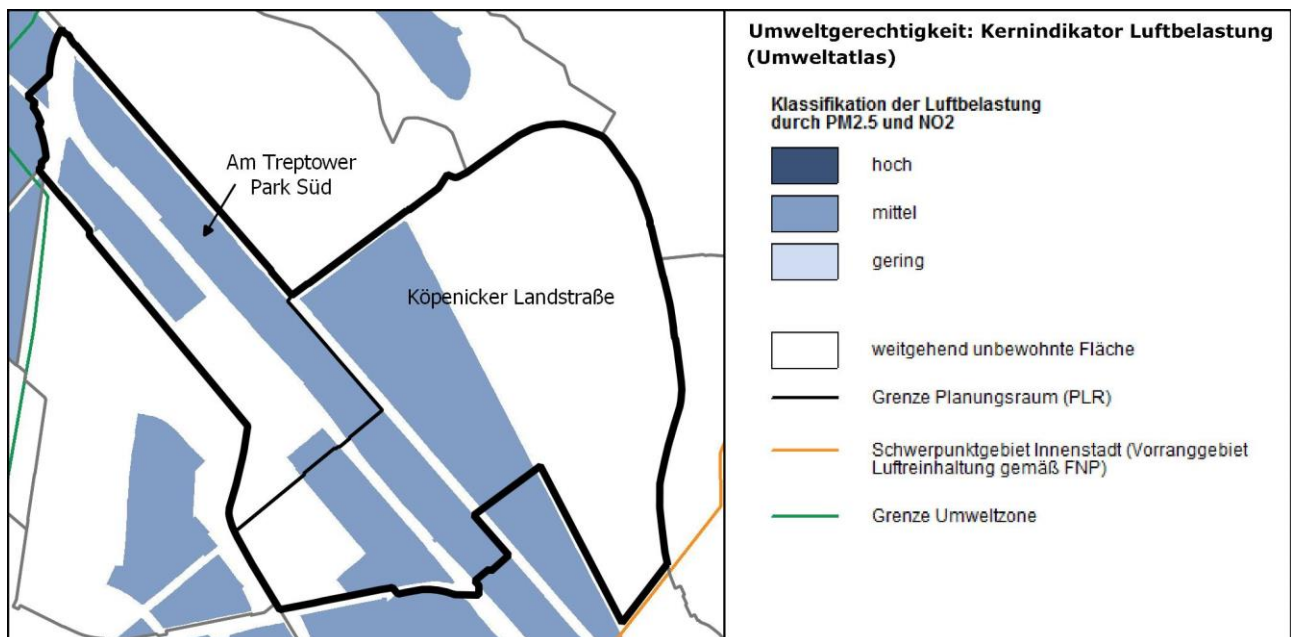 Am Treptower
Park Süd
Köpenicker Landstraße
Umweltgerechtigkeit: Kernindikator Luftbelastung
(Umweltatlas)
Klassifikation der Luftbelastung
durch PM2.5 und NO2
hoch
mittel
gering
weitgehend unbewohnte Fläche
Grenze Planungsraum (PLR)
Schwerpunktgebiet Innenstadt (Vorranggebiet
Luftreinhaltung gemäß FNP)
Grenze Umweltzone